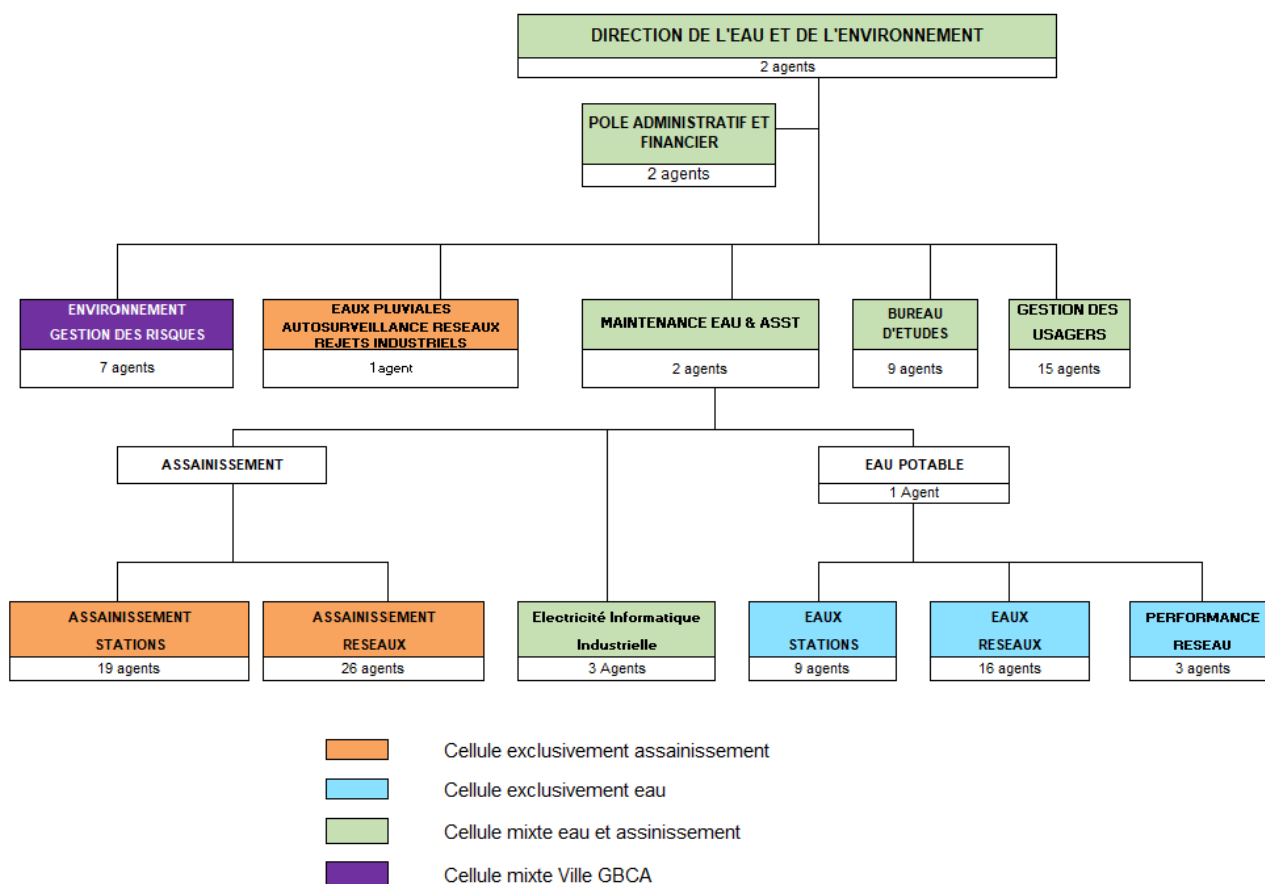 DIRECTION DE L'EAU ET DE L'ENVIRONNEMENT
2 agents
POLE ADMINISTRATIF ET
FINANCIER
2 agents
ENVIRONNEMENT
GESTION DES RISQUES
7 agents
EAUX PLUVIALES
AUTOSURVEILLANCE RESEAUX
REJETS INDUSTRIELS
1 agent
MAINTENANCE EAU & ASST
2 agents
BUREAU
D'ETUDES
9 agents
GESTION DES
USAGERS
15 agents
ASSAINISSEMENT
EAU POTABLE
1 Agent
ASSAINISSEMENT
STATIONS
19 agents
ASSAINISSEMENT
RESEAUX
26 agents
Electricité Informatique
Industrielle
3 Agents
EAUX
STATIONS
9 agents
EAUX
RESEAUX
16 agents
PERFORMANCE
RESEAU
3 agents
Cellule exclusivement assainissement
Cellule exclusivement eau
Cellule mixte eau et assinissement
Cellule mixte Ville GBCA